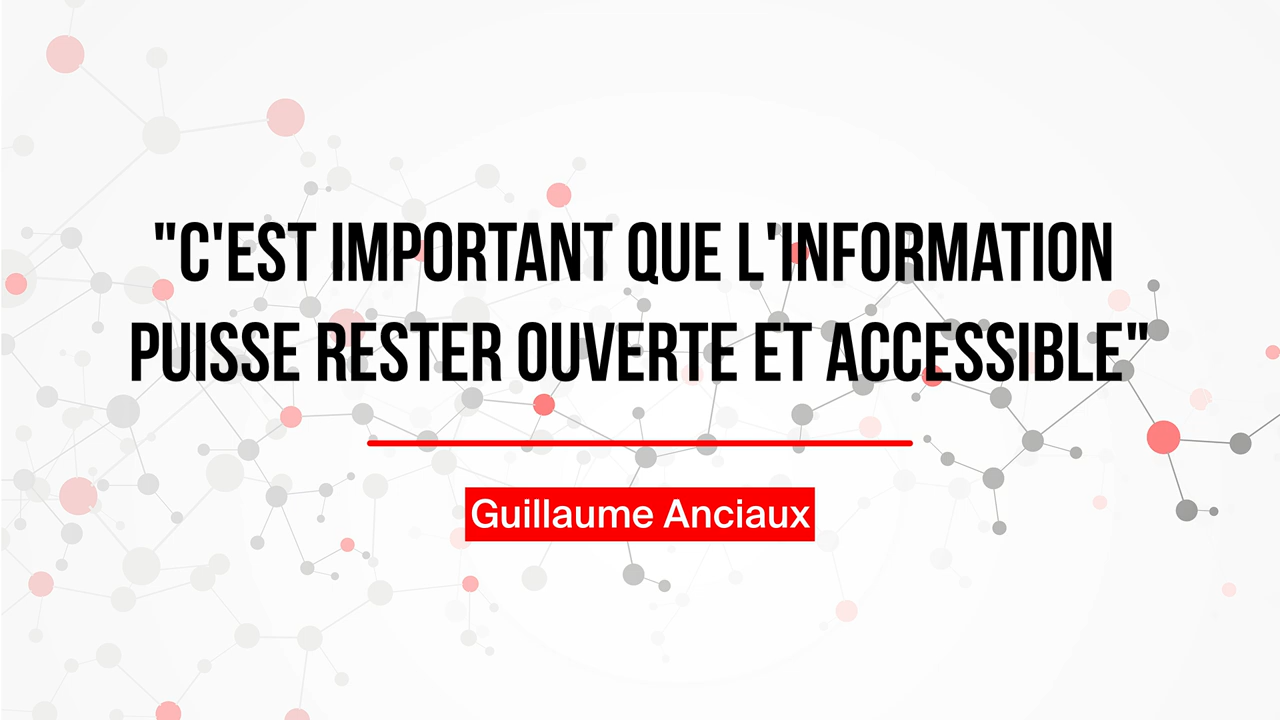 "C'EST IMPORTANT QUE L'INFORMATION
PUISSE RESTER OUVERTE ET ACCESSIBLE"
Guillaume Anciaux